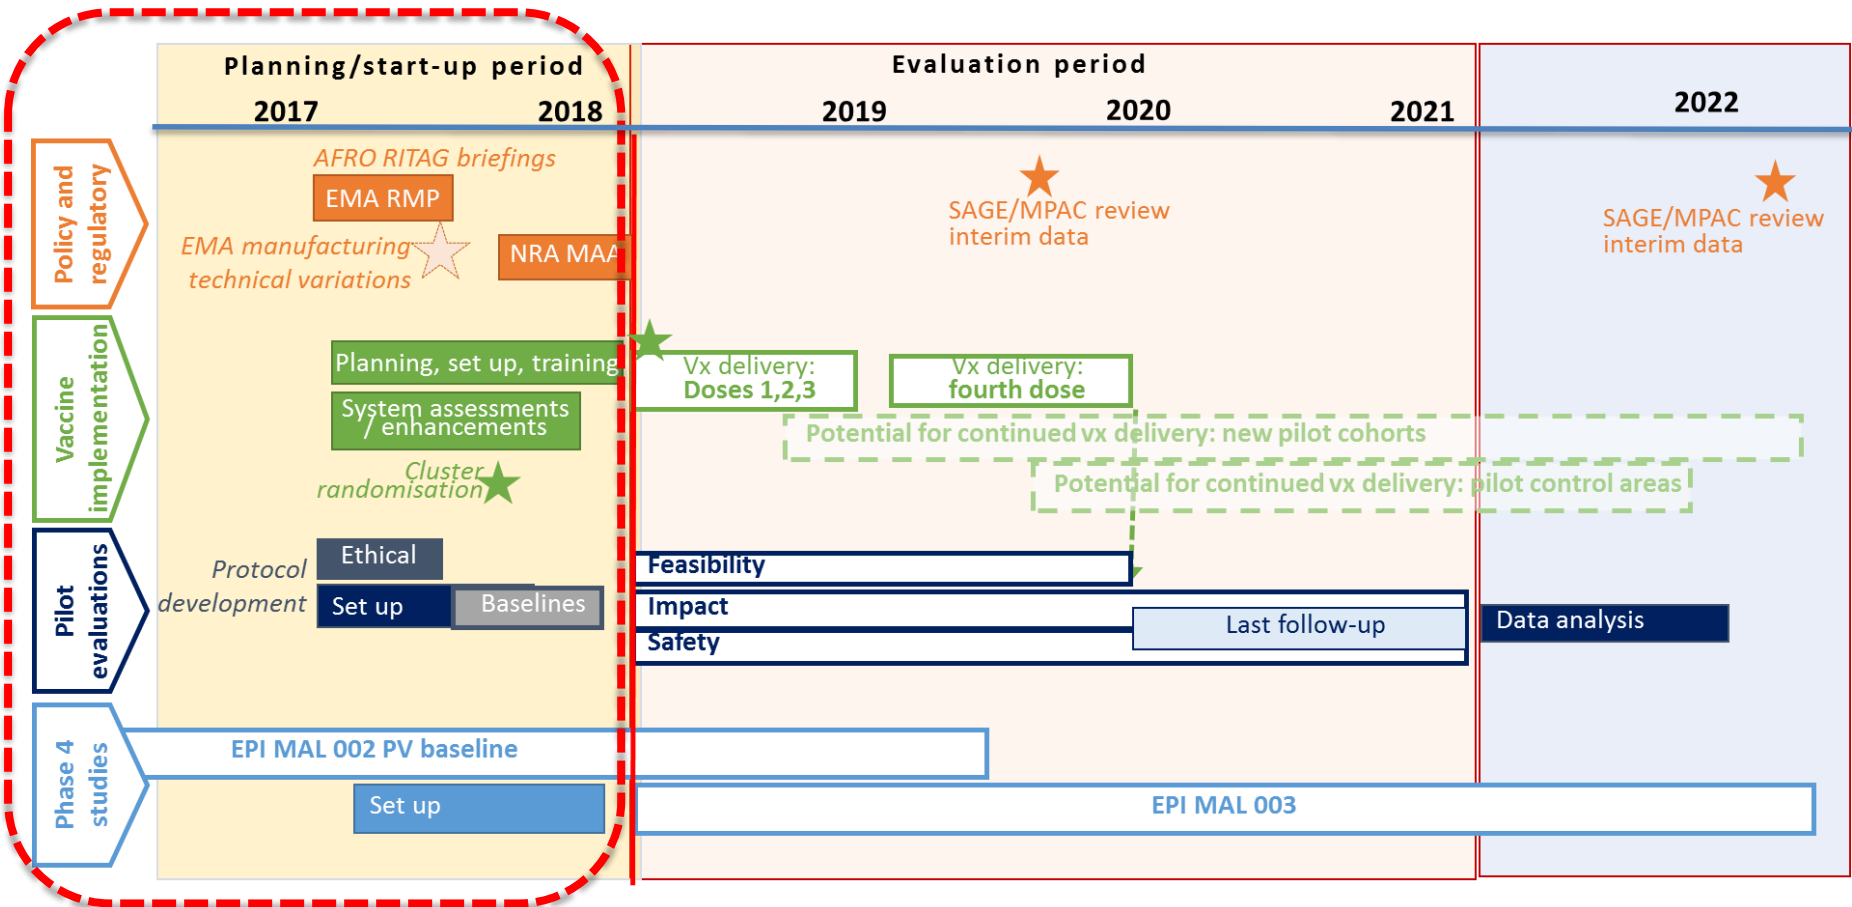 Planning/start-up period
Evaluation period
2017
2018
2019
2020
2021
2022
Policy and
regulatory
AFRO RITAG briefings
EMA RMP
EMA manufacturing
technical variations
NRA MAA
SAGE/MPAC review
interim data
SAGE/MPAC review
interim data
Vaccine
implementation
Planning, set up, training
System assessments
/ enhancements
Cluster
randomisation
Vx delivery:
Doses 1,2,3
Vx delivery:
fourth dose
Potential for continued vx delivery: new pilot cohorts
Potential for continued vx delivery: pilot control areas
Pilot
evaluations
Protocol
development
Ethical
Set up
Baselines
Feasibility
Impact
Safety
Last follow-up
Data analysis
Phase 4
studies
EPI MAL 002 PV baseline
Set up
EPI MAL 003